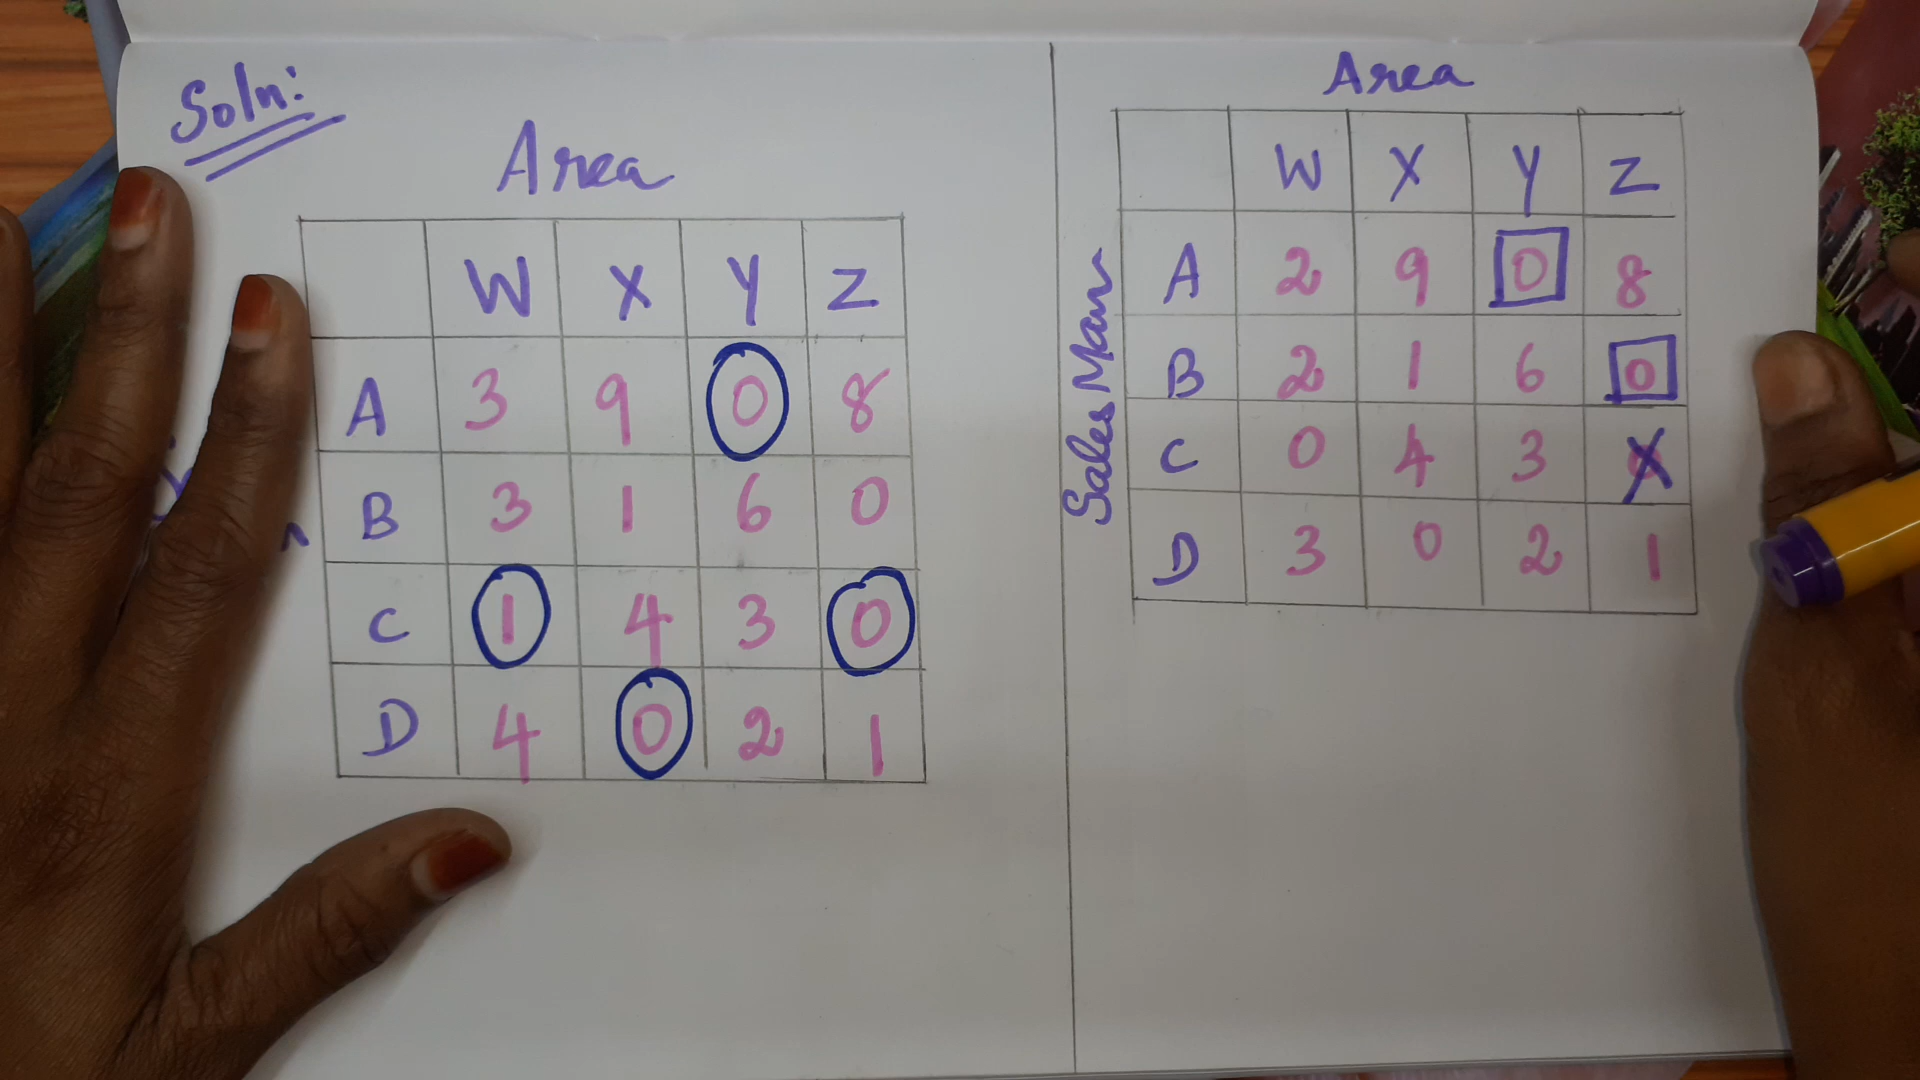 Soln:
Area
W X Y Z
A 3 9 0 8
B 3 1 6 0
C 1 4 3 0
D 4 0 2 1
Area
Sales Man
W X Y Z
A 2 9 0 8
B 2 1 6 0
C 0 4 3 0
D 3 0 2 1